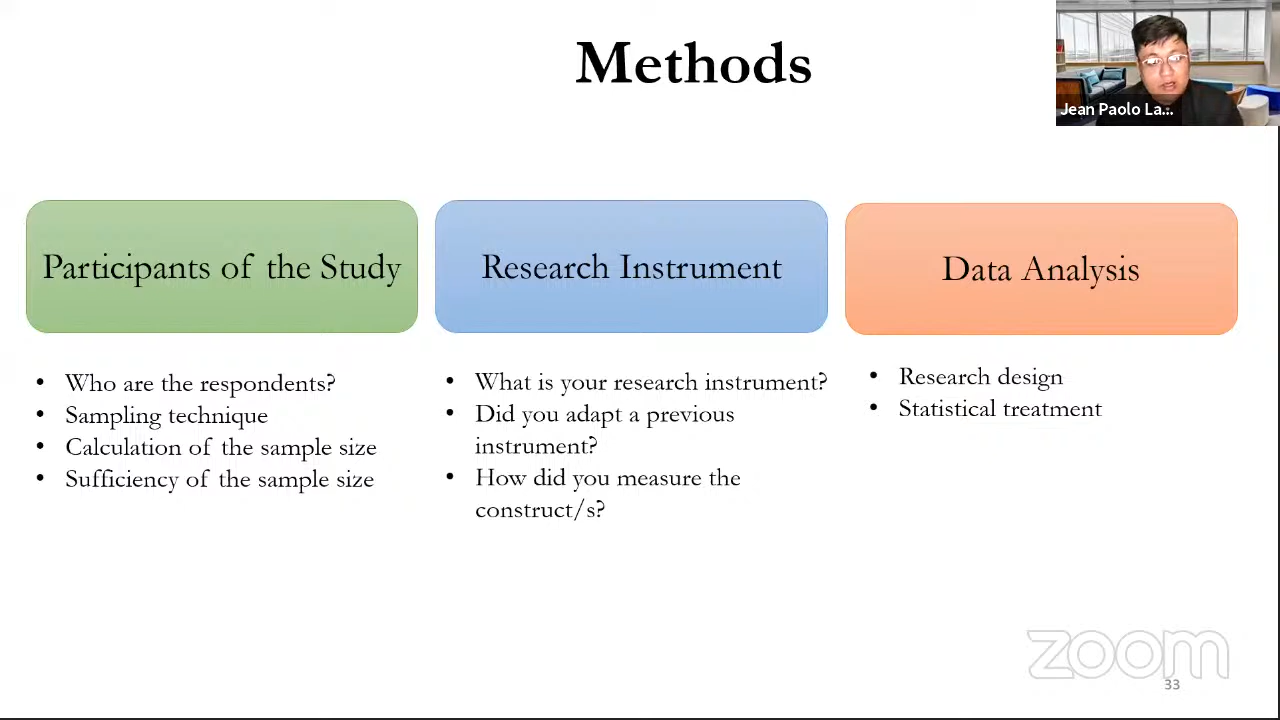 Methods
Jean Paolo La...
Participants of the Study
Research Instrument
Data Analysis
• Who are the respondents?
• Sampling technique
• Calculation of the sample size
• Sufficiency of the sample size
• What is your research instrument?
• Did you adapt a previous
instrument?
• How did you measure the
construct/s?
• Research design
• Statistical treatment
zoom
33